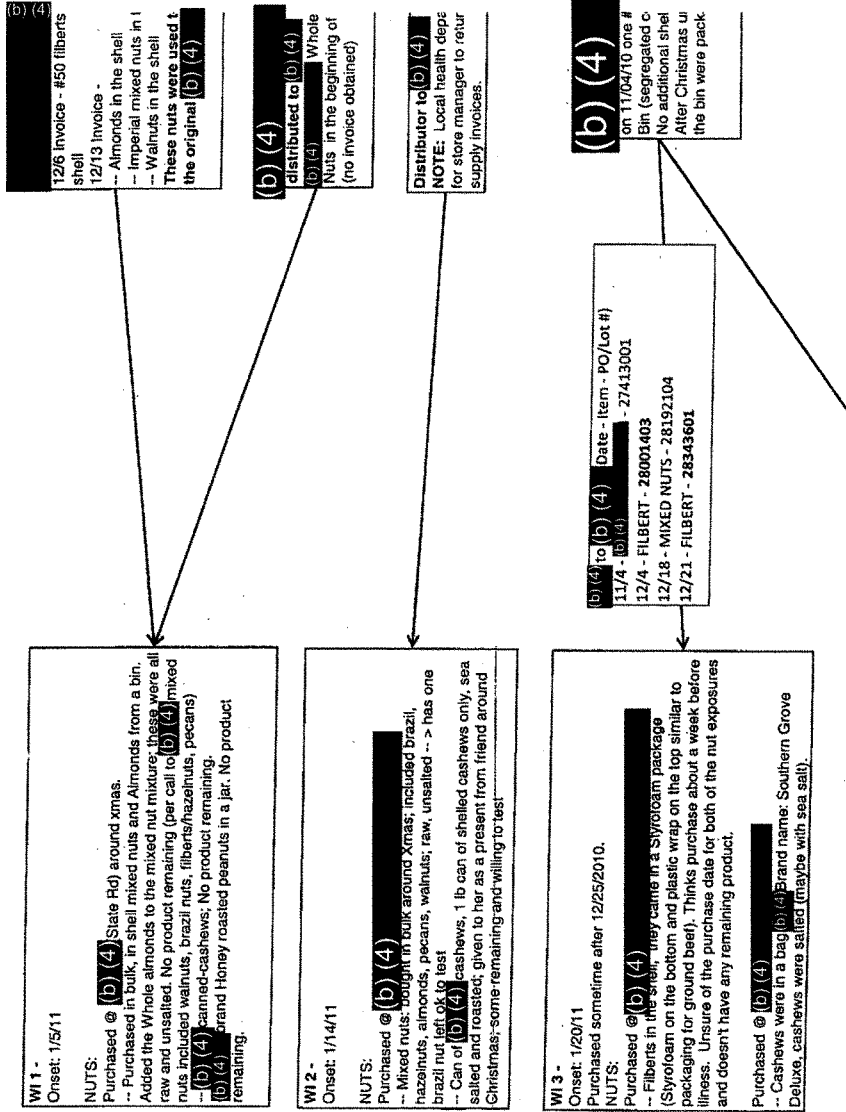 WI 1 -
Onset: 1/5/11
NUTS:
Purchased @ (b) (4) State Rd) around xmas.
-- Purchased in bulk, in shell mixed nuts and Almonds from a bin.
Added the Whole almonds to the mixed nut mixture; these were all
raw and unsalted. No product remaining (per call to (b) (4) mixed
nuts included walnuts, brazil nuts, filberts/hazelnuts, pecans)
-- (b) (4) canned-cashews; No product remaining.
(b) (4) brand Honey roasted peanuts in a jar. No product
remaining.
WI 2 -
Onset: 1/14/11
NUTS:
Purchased @ (b) (4)
-- Mixed nuts: bought in bulk around Xmas; included brazil,
hazelnuts, almonds, pecans, walnuts; raw, unsalted -- > has one
brazil nut left ok to test
-- Can of (b) (4) cashews, 1 lb can of shelled cashews only, sea
salted and roasted; given to her as a present from friend around
Christmas; some remaining and willing to test
WI 3 -
Onset: 1/20/11
Purchased sometime after 12/25/2010.
NUTS:
Purchased @ (b) (4)
-- Filberts in the shell, they came in a Styrofoam package
(Styrofoam on the bottom and plastic wrap on the top similar to
packaging for ground beef). Thinks purchase about a week before
illness. Unsure of the purchase date for both of the nut exposures
and doesn't have any remaining product.
Purchased @ (b) (4)
-- Cashews were in a bag (b) (4) Brand name: Southern Grove
Deluxe, cashews were salted (maybe with sea salt).
(b) (4) to (b) (4) Date - Item - PO/Lot #)
11/4 - (b) (4) - 27413001
12/4 - FILBERT - 28001403
12/18 - MIXED NUTS - 28192104
12/21 - FILBERT - 28343601
(b) (4)
12/6 Invoice - #50 filberts
shell
12/13 Invoice -
-- Almonds in the shell
-- Imperial mixed nuts in
-- Walnuts in the shell
These nuts were used
the original (b) (4)
(b) (4)
distributed to (b) (4)
(b) (4) Whole
Nuts in the beginning of
(no invoice obtained)
Distributor to (b) (4)
NOTE: Local health depa
for store manager to retur
supply invoices.
(b) (4)
on 11/04/10 one #
Bin (segregated
No additional shel
After Christmas
the bin were pack